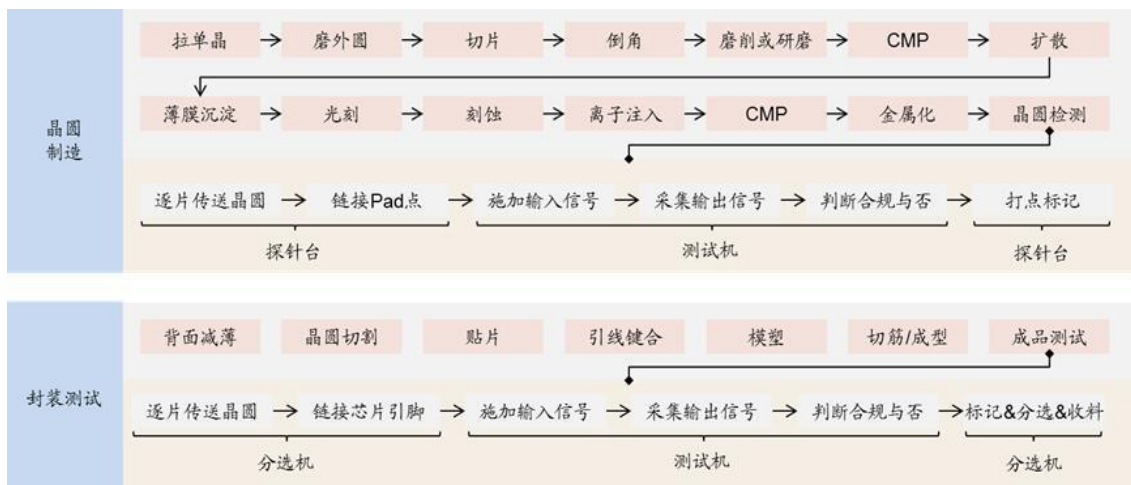 拉单晶 磨外圆 切片 倒角 磨削或研磨 CMP 扩散
薄膜沉淀 光刻 刻蚀 离子注入 CMP 金属化 晶圆检测
晶圆
制造
逐片传送晶圆 链接Pad点 施加输入信号 采集输出信号 判断合规与否 打点标记
探针台 测试机 探针台
背面减薄 晶圆切割 贴片 引线键合 模塑 切筋/成型 成品测试
封装测试
逐片传送晶圆 链接芯片引脚 施加输入信号 采集输出信号 判断合规与否 标记&分选&收料
分选机 测试机 分选机